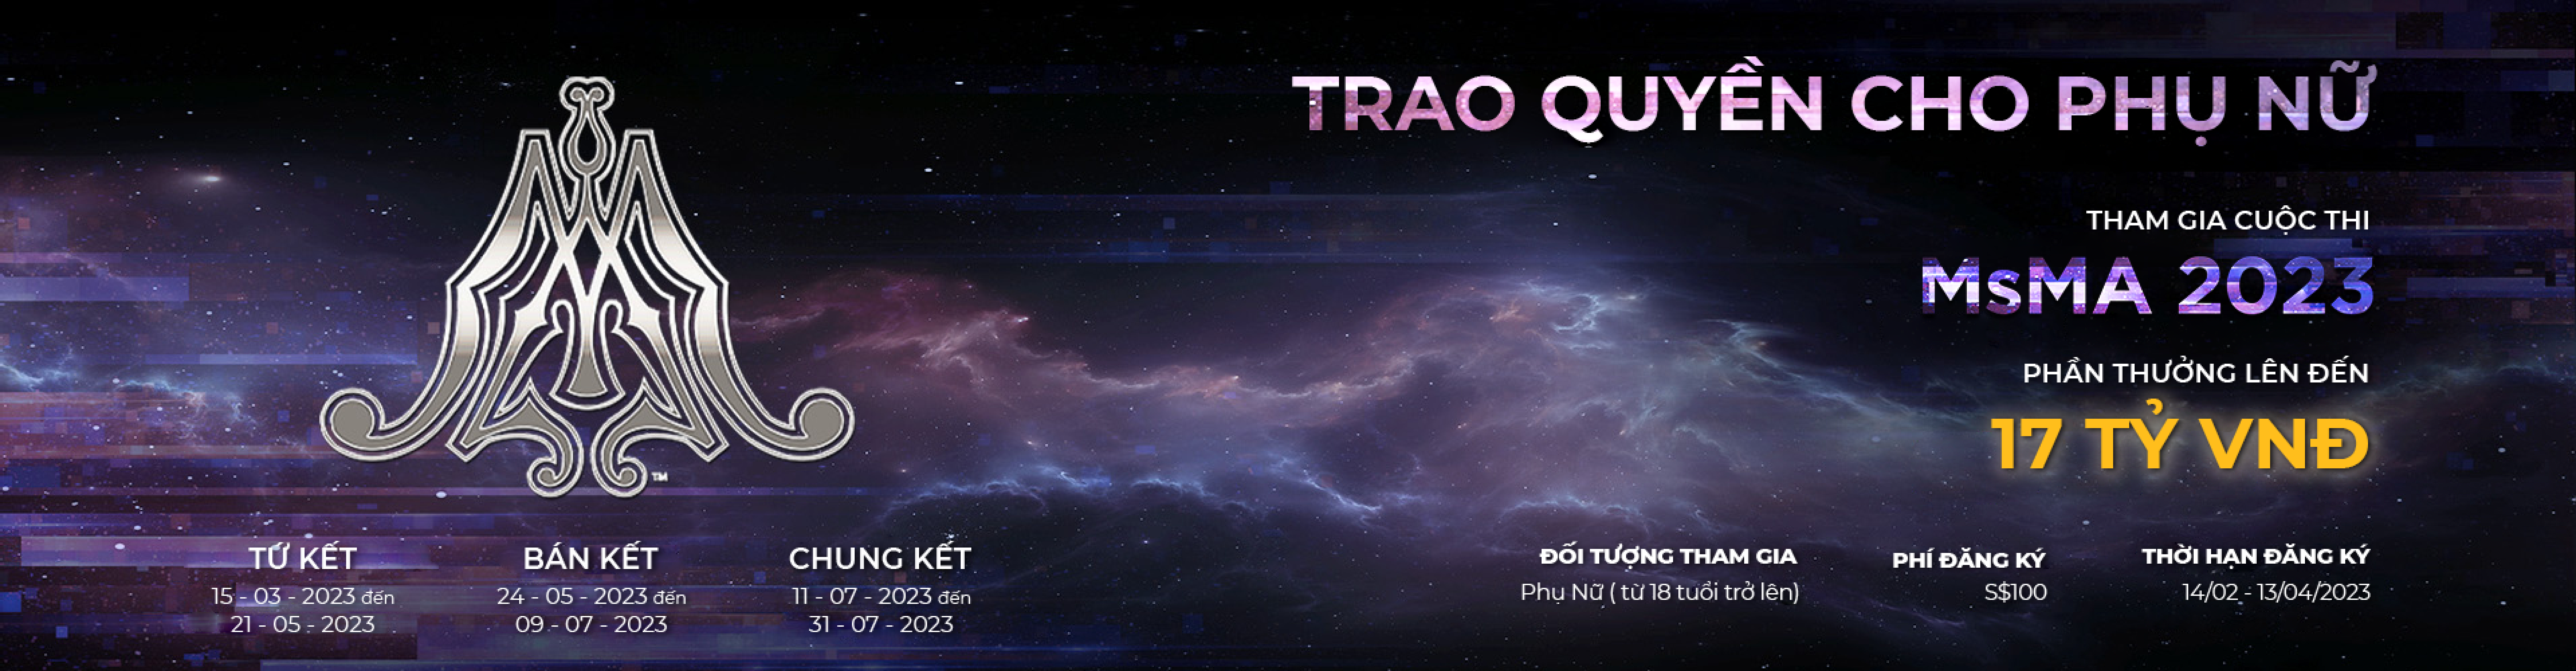 TRAO QUYỀN CHO PHỤ NỮ
THAM GIA CUỘC THI
MsMA 2023
PHẦN THƯỞNG LÊN ĐẾN
17 TỶ VNĐ
TM
TỨ KẾT
15 - 03 - 2023 đến
21 - 05 - 2023
BÁN KẾT
24 - 05 - 2023 đến
09 - 07 - 2023
CHUNG KẾT
11 - 07 - 2023 đến
31 - 07 - 2023
ĐỐI TƯỢNG THAM GIA
Phụ Nữ ( từ 18 tuổi trở lên)
PHÍ ĐĂNG KÝ
S$100
THỜI HẠN ĐĂNG KÝ
14/02 - 13/04/2023